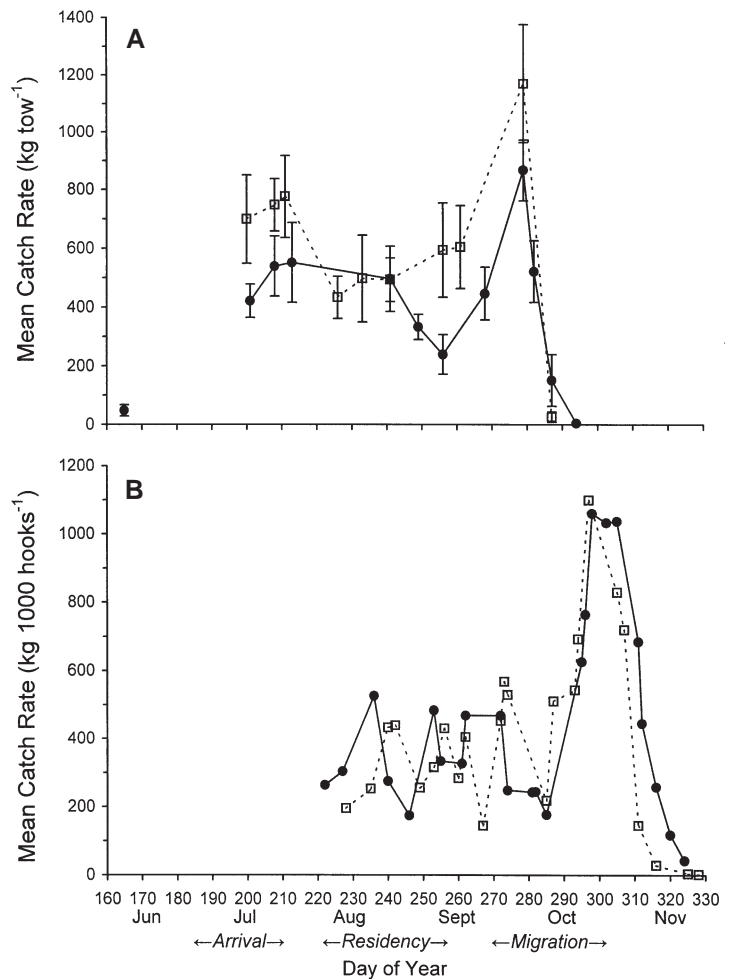 A
Mean Catch Rate (kg tow⁻¹)
1400
1200
1000
800
600
400
200
0
B
Mean Catch Rate (kg 1000 hooks⁻¹)
1200
1000
800
600
400
200
0
160 170 180 190 200 210 220 230 240 250 260 270 280 290 300 310 320 330
Jun Jul Aug Sept Oct Nov
←Arrival→ ←Residency→ ←Migration→
Day of Year